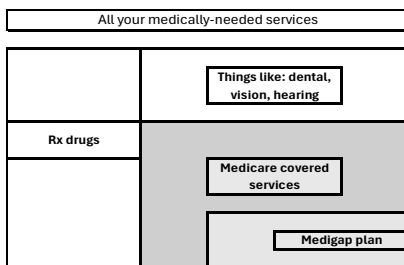 All your medically-needed services
Things like: dental,
vision, hearing
Rx drugs
Medicare covered
services
Medigap plan